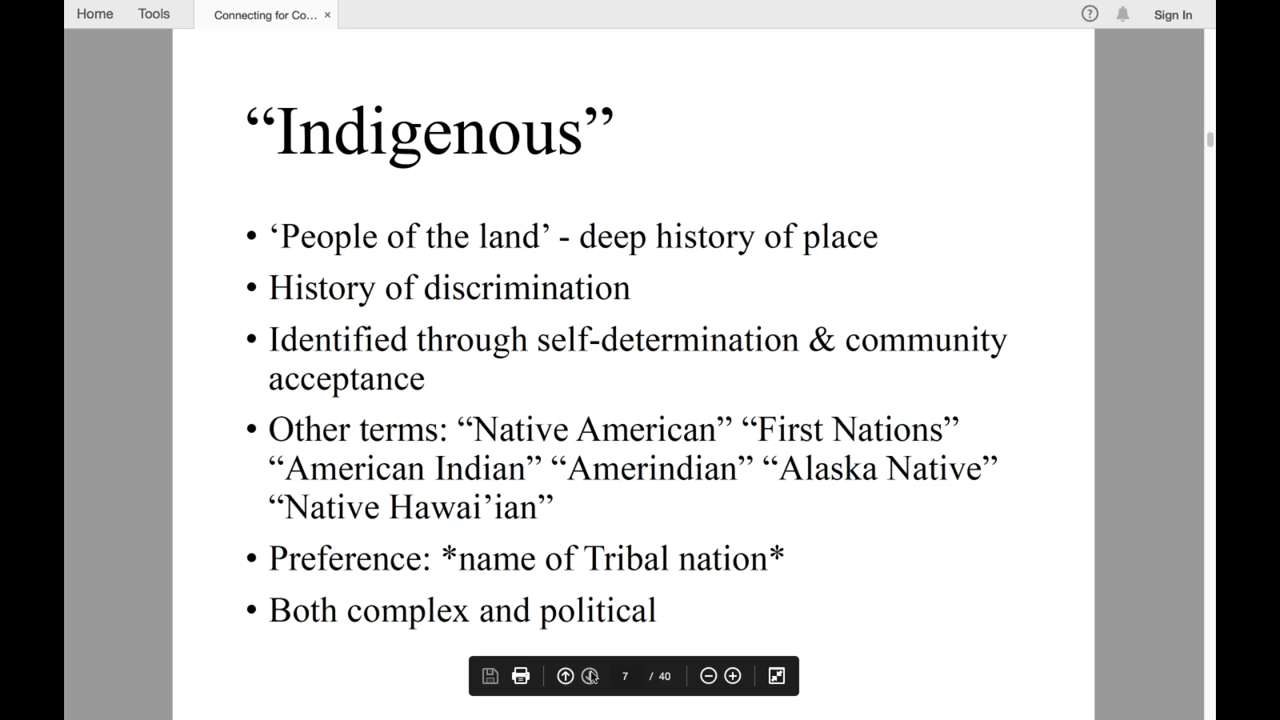 Home Tools Connecting for Co... × ? Sign In
“Indigenous”
• ‘People of the land’ - deep history of place
• History of discrimination
• Identified through self-determination & community
acceptance
• Other terms: “Native American” “First Nations”
“American Indian” “Amerindian” “Alaska Native”
“Native Hawai’ian”
• Preference: *name of Tribal nation*
• Both complex and political
7 / 40